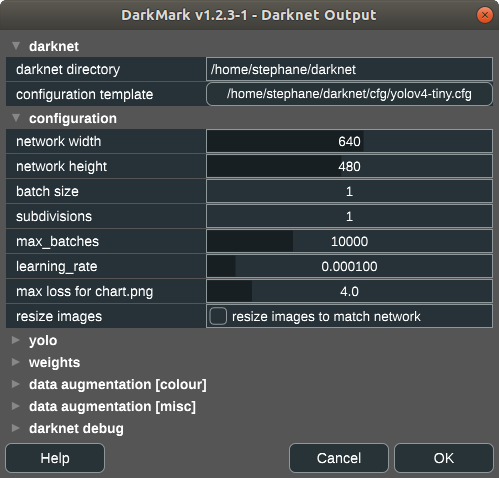 DarkMark v1.2.3-1 - Darknet Output
darknet
darknet directory /home/stephane/darknet
configuration template /home/stephane/darknet/cfg/yolov4-tiny.cfg
configuration
network width 640
network height 480
batch size 1
subdivisions 1
max_batches 10000
learning_rate 0.000100
max loss for chart.png 4.0
resize images resize images to match network
yolo
weights
data augmentation [colour]
data augmentation [misc]
darknet debug
Help Cancel OK